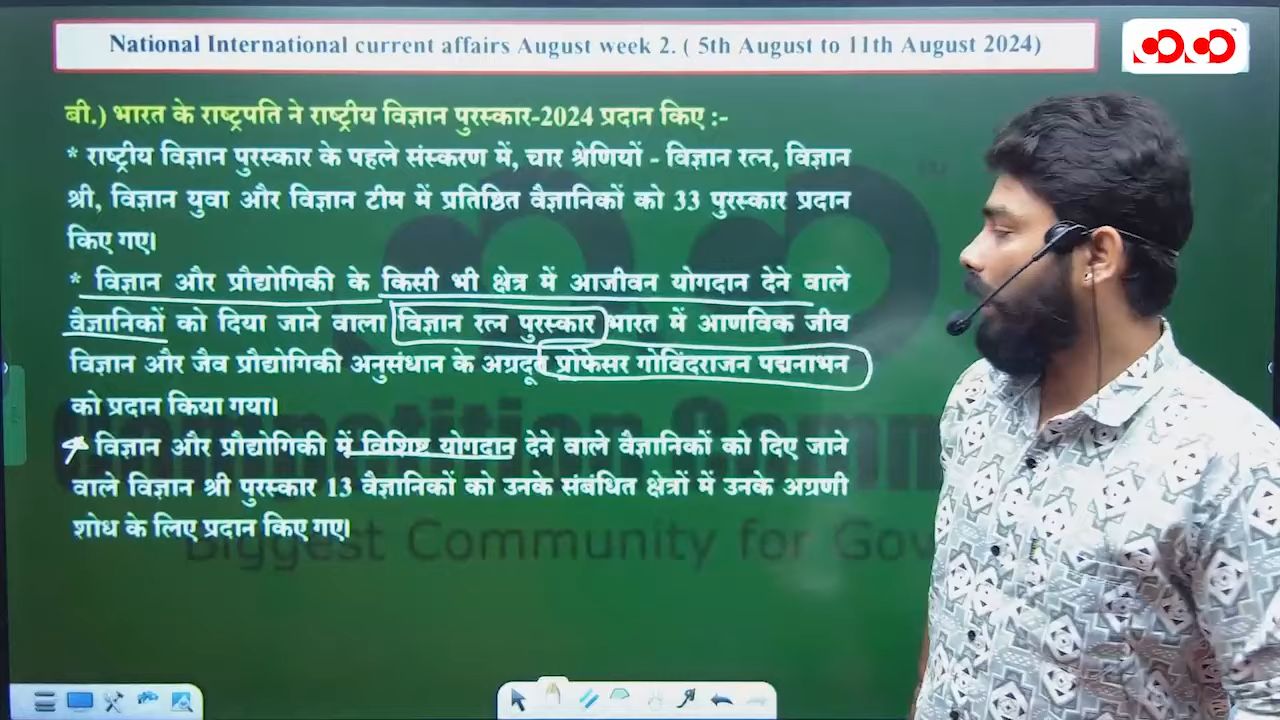 National International current affairs August week 2. ( 5th August to 11th August 2024)
बी.) भारत के राष्ट्रपति ने राष्ट्रीय विज्ञान पुरस्कार-2024 प्रदान किए :-
* राष्ट्रीय विज्ञान पुरस्कार के पहले संस्करण में, चार श्रेणियों - विज्ञान रत्न, विज्ञान
श्री, विज्ञान युवा और विज्ञान टीम में प्रतिष्ठित वैज्ञानिकों को 33 पुरस्कार प्रदान
किए गए।
* विज्ञान और प्रौद्योगिकी के किसी भी क्षेत्र में आजीवन योगदान देने वाले
वैज्ञानिकों को दिया जाने वाला विज्ञान रत्न पुरस्कार भारत में आणविक जीव
विज्ञान और जैव प्रौद्योगिकी अनुसंधान के अग्रदूत प्रोफेसर गोविंदराजन पद्मनाभन
को प्रदान किया गया।
* विज्ञान और प्रौद्योगिकी में विशिष्ट योगदान देने वाले वैज्ञानिकों को दिए जाने
वाले विज्ञान श्री पुरस्कार 13 वैज्ञानिकों को उनके संबंधित क्षेत्रों में उनके अग्रणी
शोध के लिए प्रदान किए गए।
Competition Comm
Biggest Community for Gov